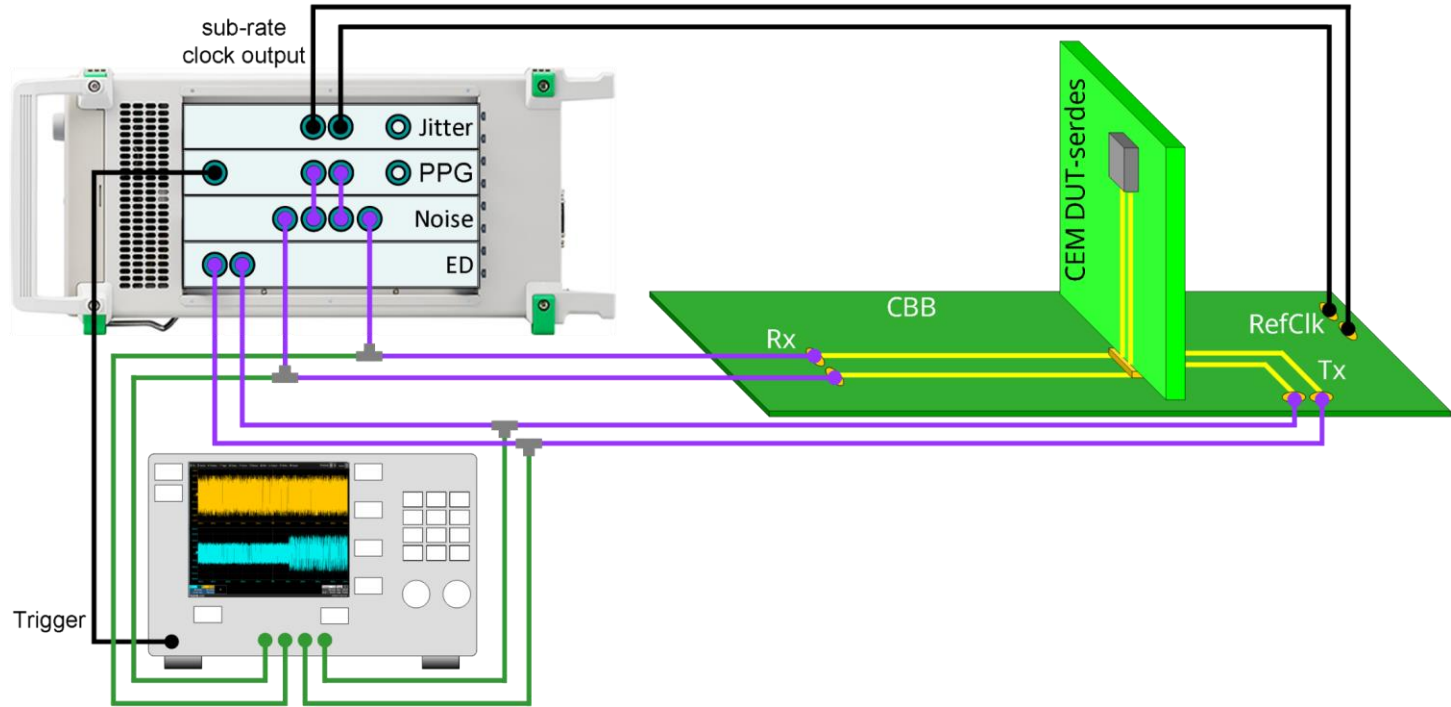 sub-rate
clock output
Jitter
PPG
Noise
ED
CEM DUT-serdes
CBB
RefClk
Rx
Tx
Trigger